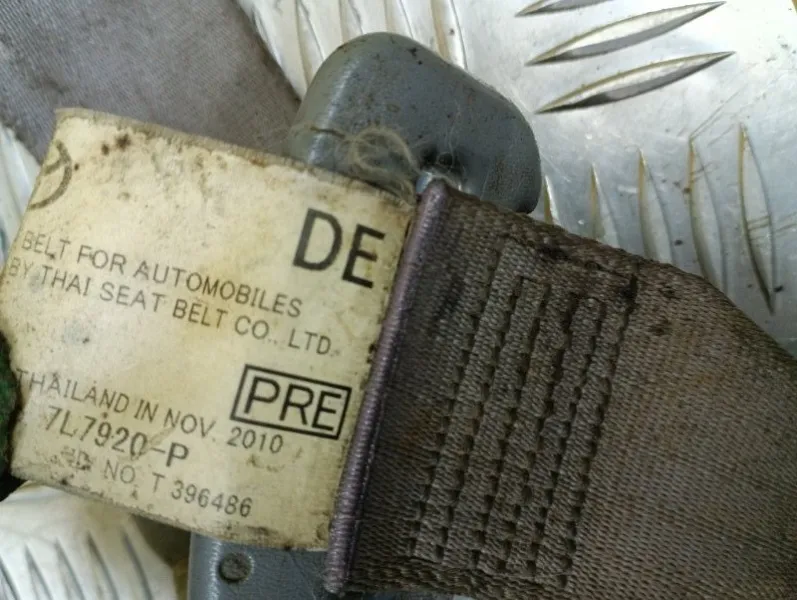 DE
BELT FOR AUTOMOBILES
BY THAI SEAT BELT CO., LTD.
PRE
THAILAND IN NOV. 2010
7L7920-P
NO. T 396486